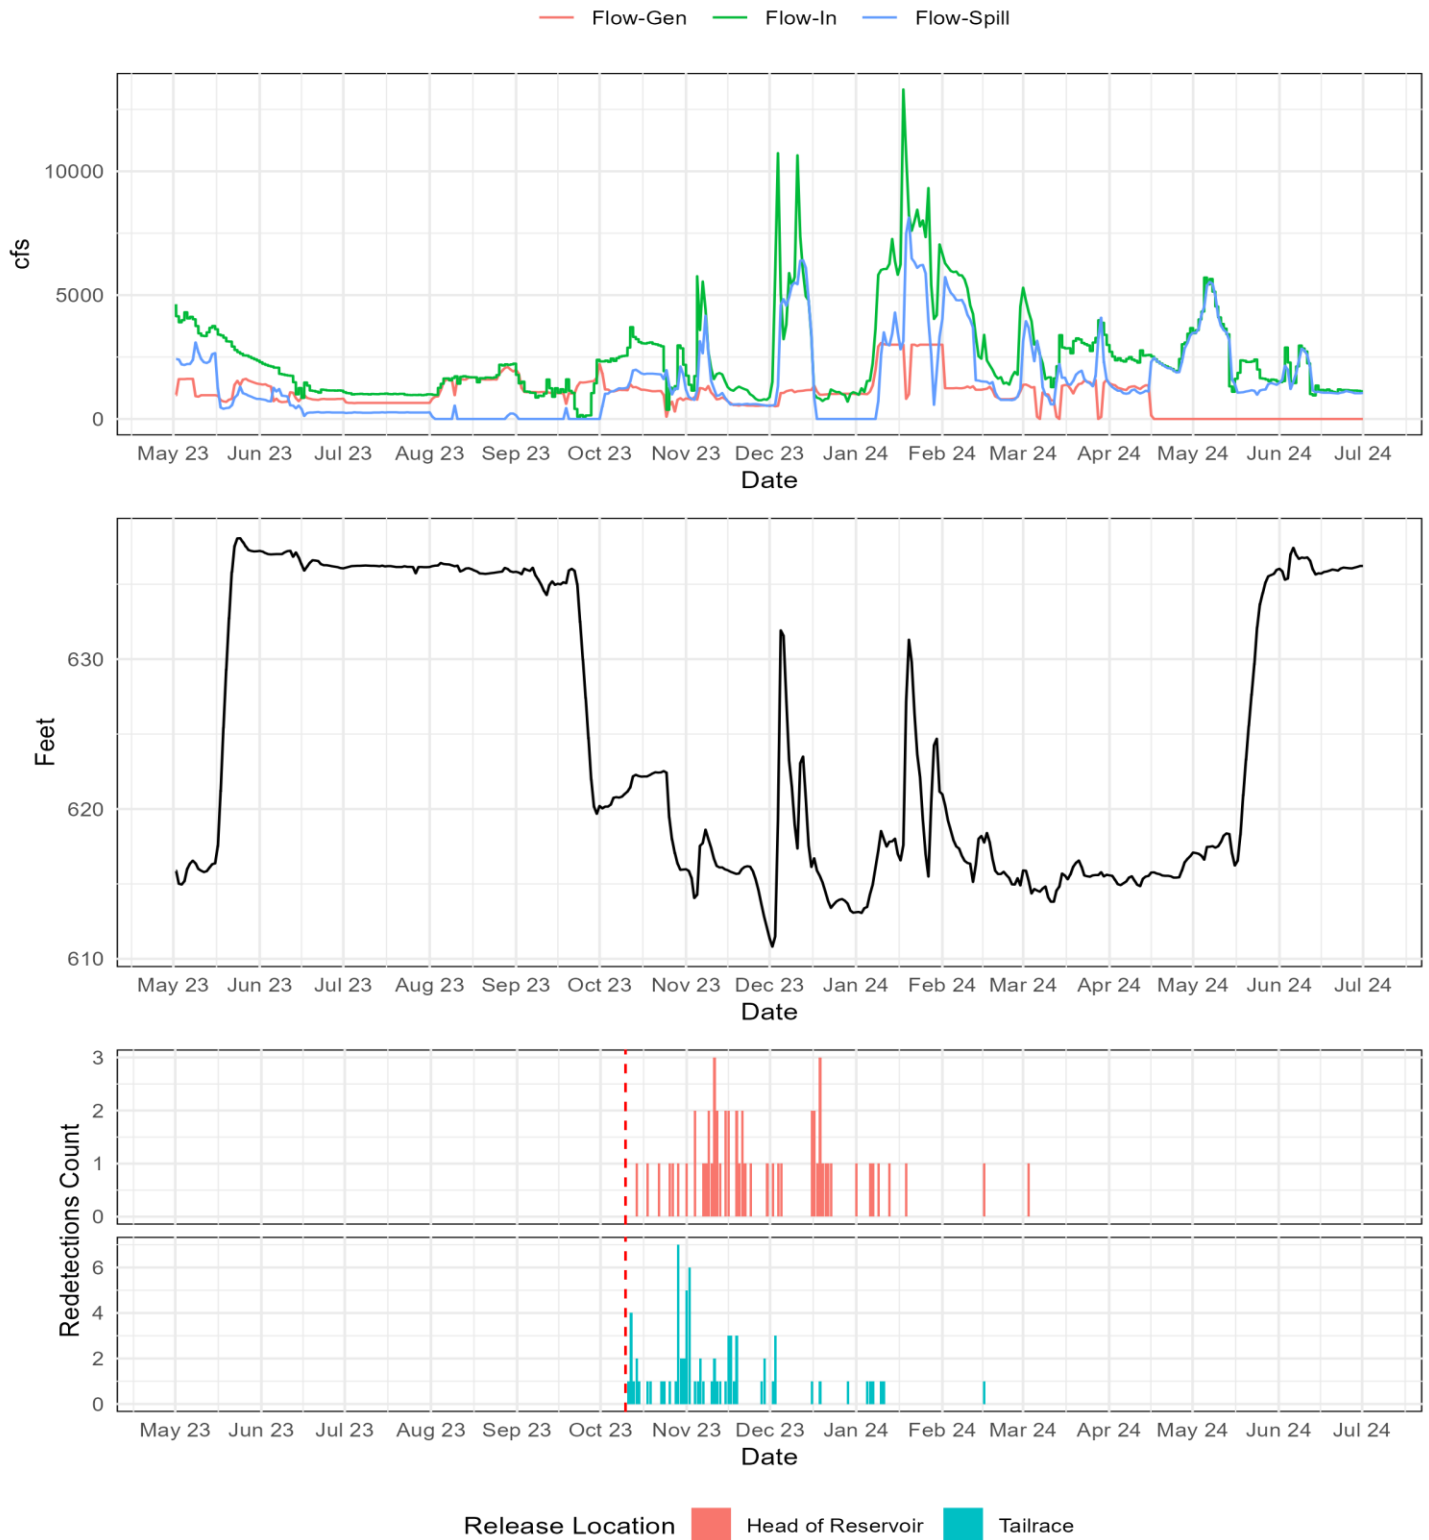 Flow-Gen Flow-In Flow-Spill
10000
5000
0
cfs
May 23 Jun 23 Jul 23 Aug 23 Sep 23 Oct 23 Nov 23 Dec 23 Jan 24 Feb 24 Mar 24 Apr 24 May 24 Jun 24 Jul 24
Date
630
620
610
Feet
May 23 Jun 23 Jul 23 Aug 23 Sep 23 Oct 23 Nov 23 Dec 23 Jan 24 Feb 24 Mar 24 Apr 24 May 24 Jun 24 Jul 24
Date
3
2
1
0
Redetections Count
6
4
2
0
May 23 Jun 23 Jul 23 Aug 23 Sep 23 Oct 23 Nov 23 Dec 23 Jan 24 Feb 24 Mar 24 Apr 24 May 24 Jun 24 Jul 24
Date
Release Location Head of Reservoir Tailrace